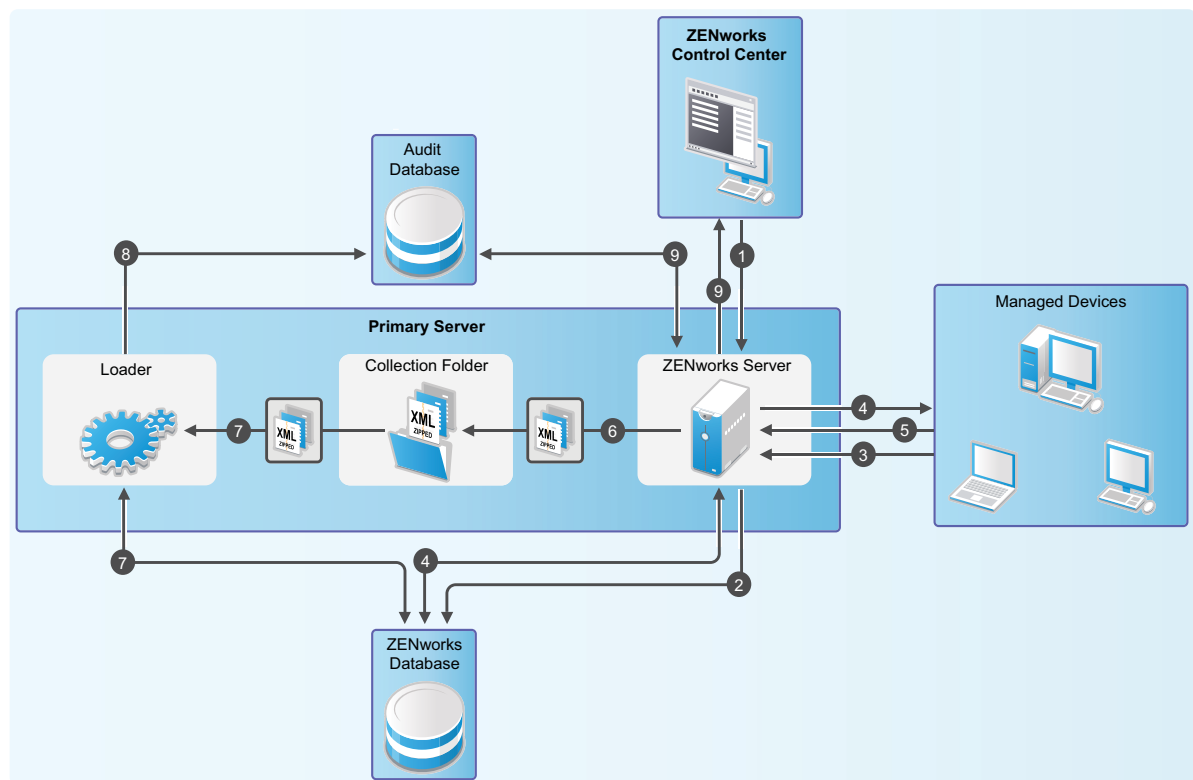 ZENworks
Control Center
Audit
Database
8
9
1
9
Managed Devices
Primary Server
Loader
Collection Folder
ZENworks Server
XML
ZIPPED
4
7
XML
ZIPPED
XML
ZIPPED
6
5
3
7
4
2
ZENworks
Database